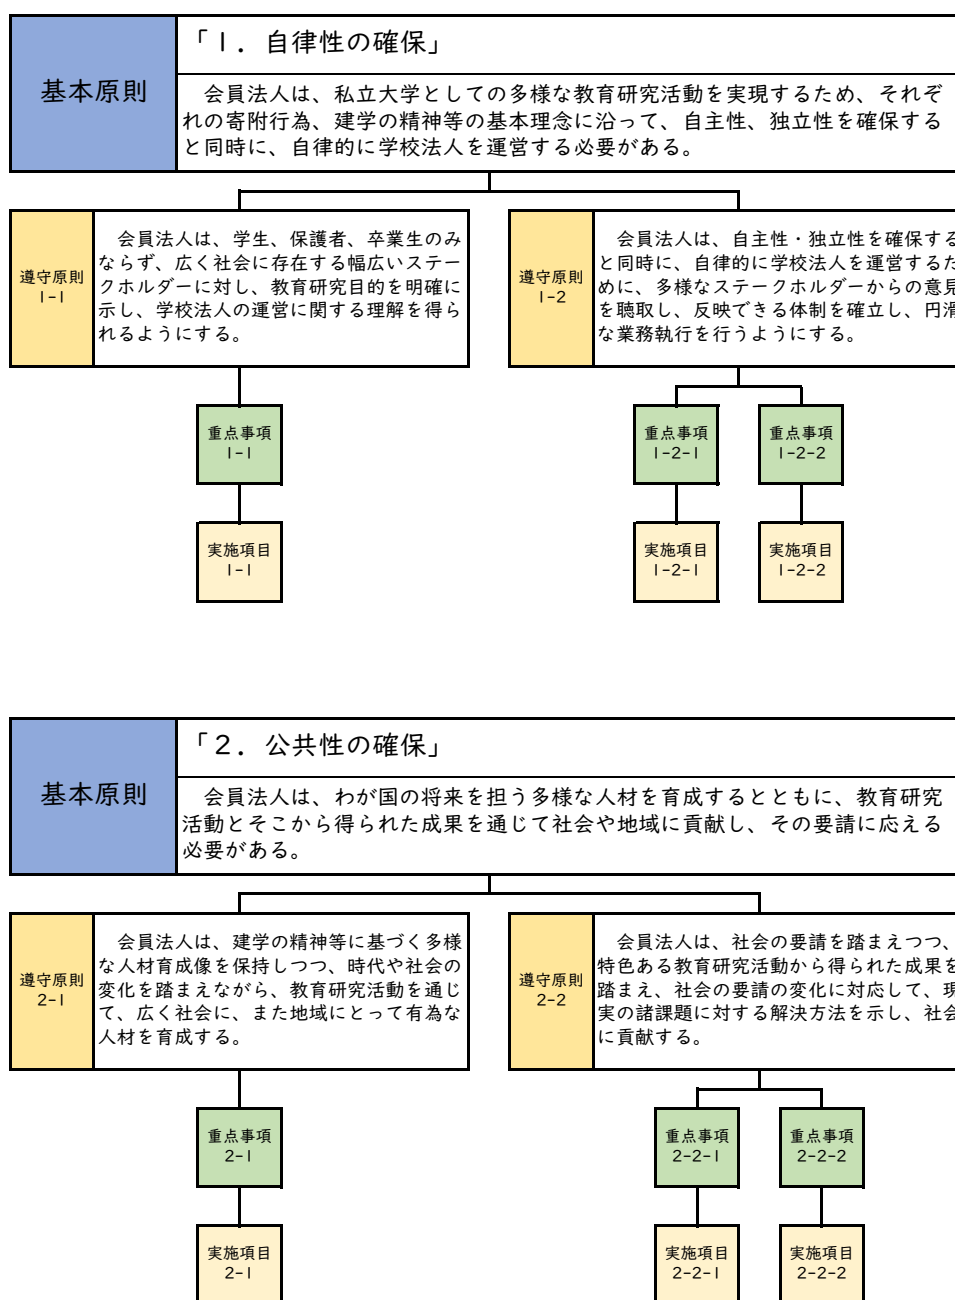 基本原則
「1．自律性の確保」
会員法人は、私立大学としての多様な教育研究活動を実現するため、それぞ
れの寄附行為、建学の精神等の基本理念に沿って、自主性、独立性を確保する
と同時に、自律的に学校法人を運営する必要がある。
遵守原則
1-1
会員法人は、学生、保護者、卒業生のみ
ならず、広く社会に存在する幅広いステー
クホルダーに対し、教育研究目的を明確に
示し、学校法人の運営に関する理解を得ら
れるようにする。
遵守原則
1-2
会員法人は、自主性・独立性を確保する
と同時に、自律的に学校法人を運営するた
めに、多様なステークホルダーからの意見
を聴取し、反映できる体制を確立し、円滑
な業務執行を行うようにする。
重点事項
1-1
重点事項
1-2-1
重点事項
1-2-2
実施項目
1-1
実施項目
1-2-1
実施項目
1-2-2
基本原則
「2．公共性の確保」
会員法人は、わが国の将来を担う多様な人材を育成するとともに、教育研究
活動とそこから得られた成果を通じて社会や地域に貢献し、その要請に応える
必要がある。
遵守原則
2-1
会員法人は、建学の精神等に基づく多様
な人材育成像を保持しつつ、時代や社会の
変化を踏まえながら、教育研究活動を通じ
て、広く社会に、また地域にとって有為な
人材を育成する。
遵守原則
2-2
会員法人は、社会の要請を踏まえつつ、
特色ある教育研究活動から得られた成果を
踏まえ、社会の要請の変化に対応して、現
実の諸課題に対する解決方法を示し、社会
に貢献する。
重点事項
2-1
重点事項
2-2-1
重点事項
2-2-2
実施項目
2-1
実施項目
2-2-1
実施項目
2-2-2